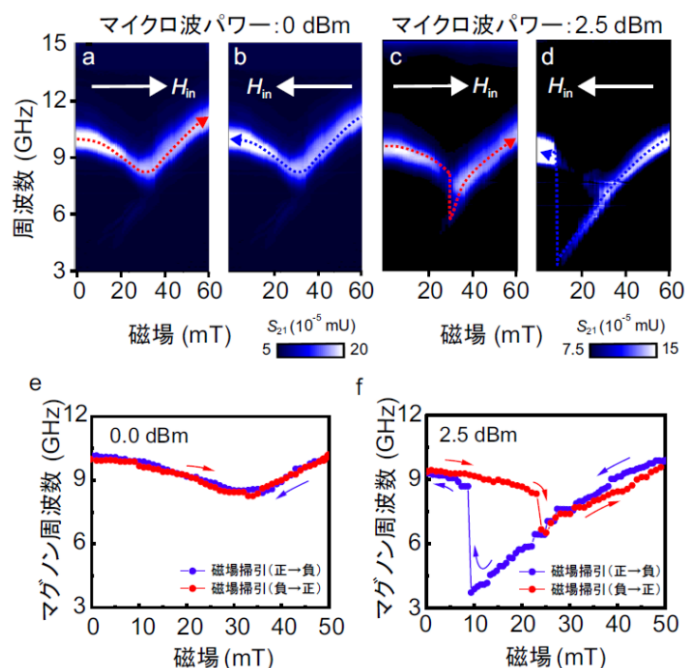 マイクロ波パワー：0 dBm
マイクロ波パワー：2.5 dBm
a
b
c
d
Hin
Hin
Hin
Hin
周波数 (GHz)
15
12
9
6
3
0 20 40 60
0 20 40 60
0 20 40 60
0 20 40 60
磁場 (mT)
磁場 (mT)
S21 (10-5 mU)
5 20
S21 (10-5 mU)
7.5 15
e
0.0 dBm
マグノン周波数 (GHz)
12
9
6
3
0
磁場掃引(正→負)
磁場掃引(負→正)
0 10 20 30 40 50
磁場 (mT)
f
2.5 dBm
マグノン周波数 (GHz)
12
9
6
3
0
磁場掃引(正→負)
磁場掃引(負→正)
0 10 20 30 40 50
磁場 (mT)